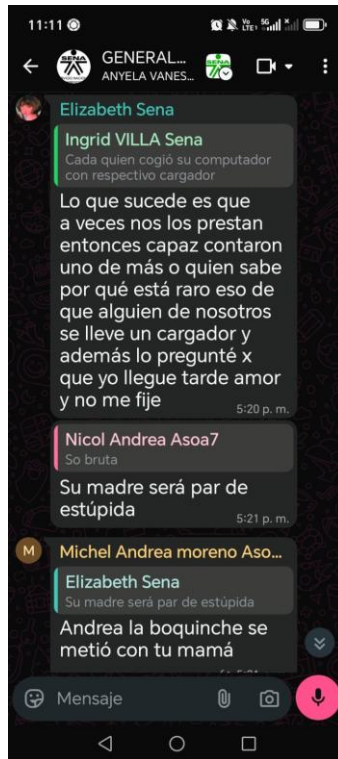 11:11
Vo LTE 5G
GENERAL...
ANYELA VANES...
SENA
Elizabeth Sena
Ingrid VILLA Sena
Cada quien cogió su computador
con respectivo cargador
Lo que sucede es que
a veces nos los prestan
entonces capaz contaron
uno de más o quien sabe
por qué está raro eso de
que alguien de nosotros
se lleve un cargador y
además lo pregunté x
que yo llegue tarde amor
y no me fije
5:20 p. m.
Nicol Andrea Asoa7
So bruta
Su madre será par de
estúpida
5:21 p. m.
M
Michel Andrea moreno Aso...
Elizabeth Sena
Su madre será par de estúpida
Andrea la boquinche se
metió con tu mamá
Mensaje